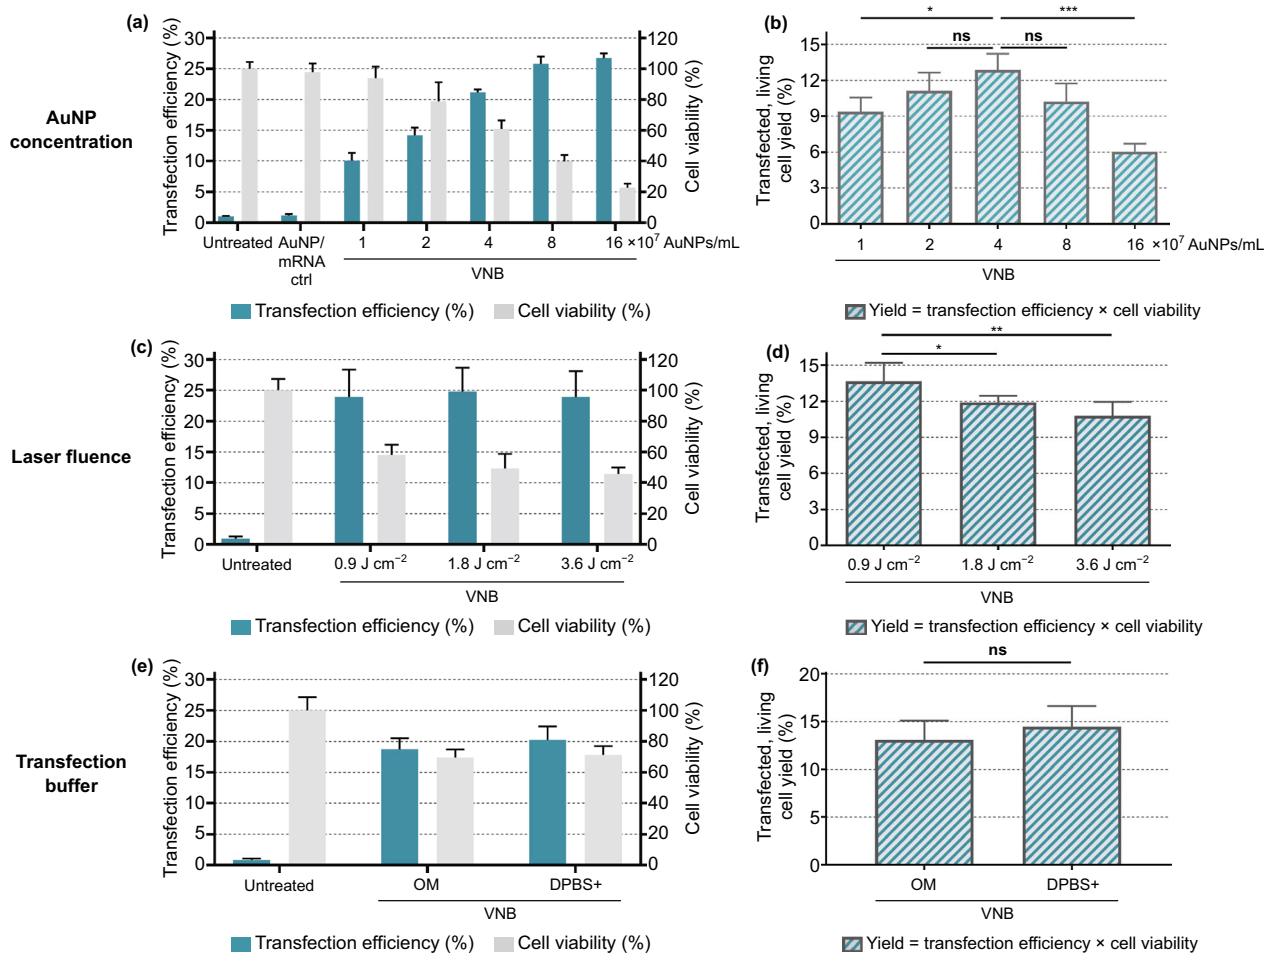 (a)
Transfection efficiency (%)
30
25
20
15
10
5
0
120
100
80
60
40
20
0
Cell viability (%)
Untreated
AuNP/
mRNA
ctrl
1
2
4
8
16 ×10⁷ AuNPs/mL
VNB
Transfection efficiency (%)
Cell viability (%)
AuNP
concentration
(b)
*
***
ns
ns
Transfected, living
cell yield (%)
15
12
9
6
3
0
1
2
4
8
16 ×10⁷ AuNPs/mL
VNB
Yield = transfection efficiency × cell viability
Laser fluence
(c)
Transfection efficiency (%)
30
25
20
15
10
5
0
120
100
80
60
40
20
0
Cell viability (%)
Untreated
0.9 J cm⁻²
1.8 J cm⁻²
3.6 J cm⁻²
VNB
Transfection efficiency (%)
Cell viability (%)
(d)
**
*
Transfected, living
cell yield (%)
15
12
9
6
3
0
0.9 J cm⁻²
1.8 J cm⁻²
3.6 J cm⁻²
VNB
Yield = transfection efficiency × cell viability
Transfection
buffer
(e)
Transfection efficiency (%)
30
25
20
15
10
5
0
120
100
80
60
40
20
0
Cell viability (%)
Untreated
OM
DPBS+
VNB
Transfection efficiency (%)
Cell viability (%)
(f)
ns
Transfected, living
cell yield (%)
20
15
10
5
0
OM
DPBS+
VNB
Yield = transfection efficiency × cell viability